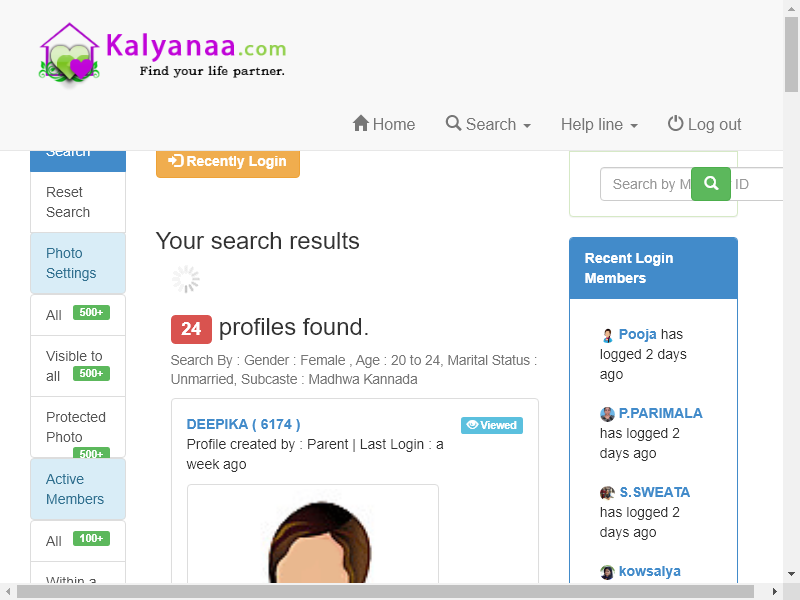 Kalyanaa.com
Find your life partner.
Home
Search
Help line
Log out
Search
Reset
Search
Photo
Settings
All 500+
Visible to
all 500+
Protected
Photo
500+
Active
Members
All 100+
Within a
Recently Login
Your search results
24 profiles found.
Search By : Gender : Female , Age : 20 to 24, Marital Status :
Unmarried, Subcaste : Madhwa Kannada
DEEPIKA ( 6174 )
Viewed
Profile created by : Parent | Last Login : a
week ago
Search by M ID
Recent Login
Members
Pooja has
logged 2 days
ago
P.PARIMALA
has logged 2
days ago
S.SWEATA
has logged 2
days ago
kowsalya